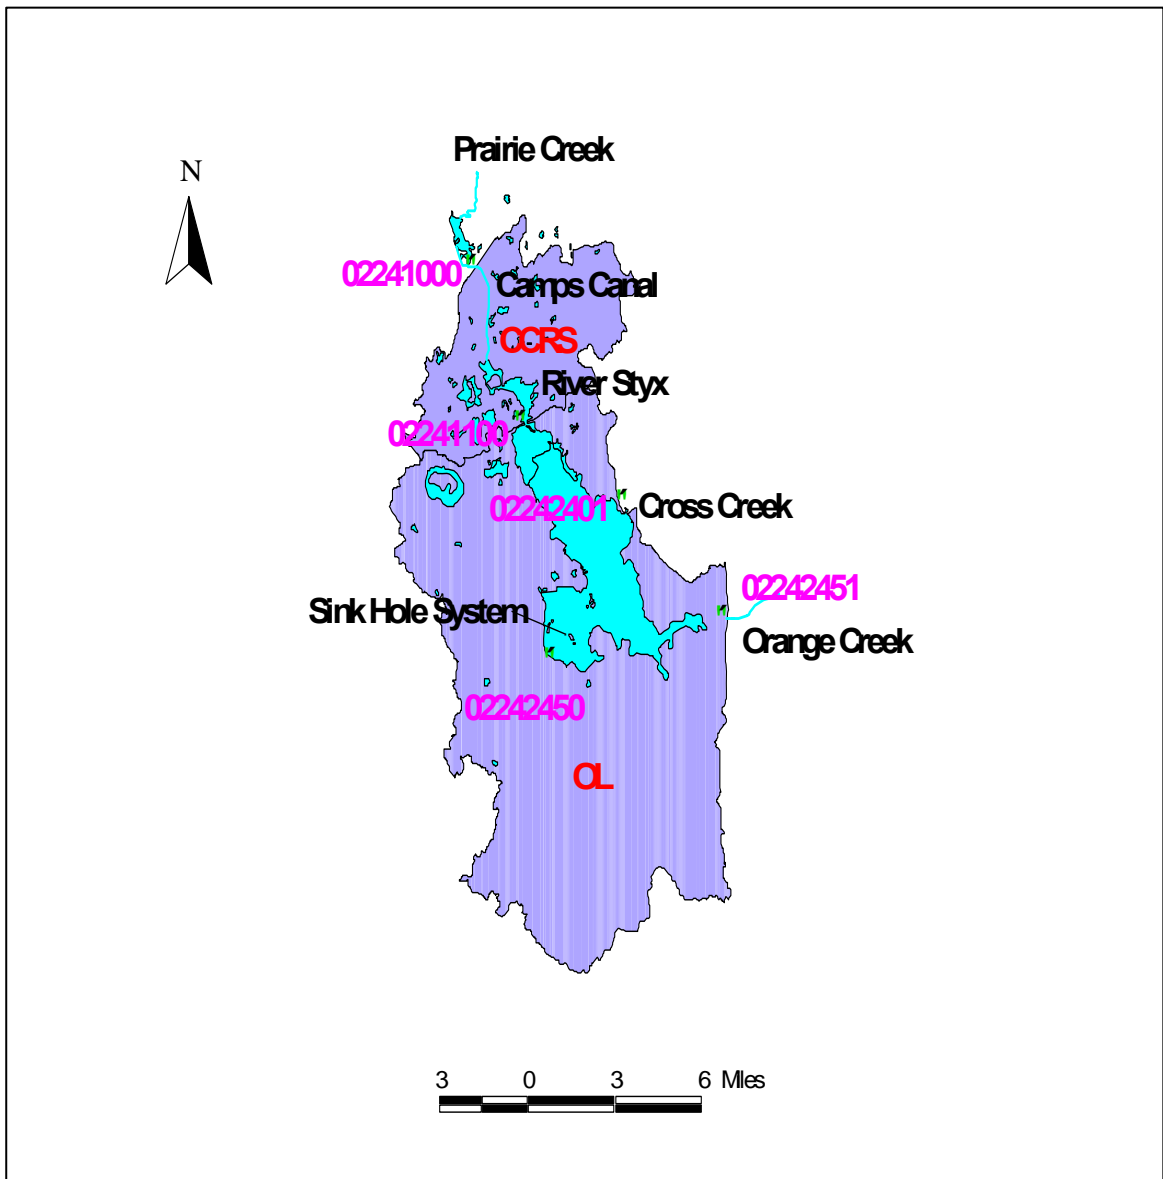 Prairie Creek
N
02241000
Camps Canal
CCRS
River Styx
02241100
02242401
Cross Creek
02242451
Sink Hole System
Orange Creek
02242450
OL
3 0 3 6 Miles